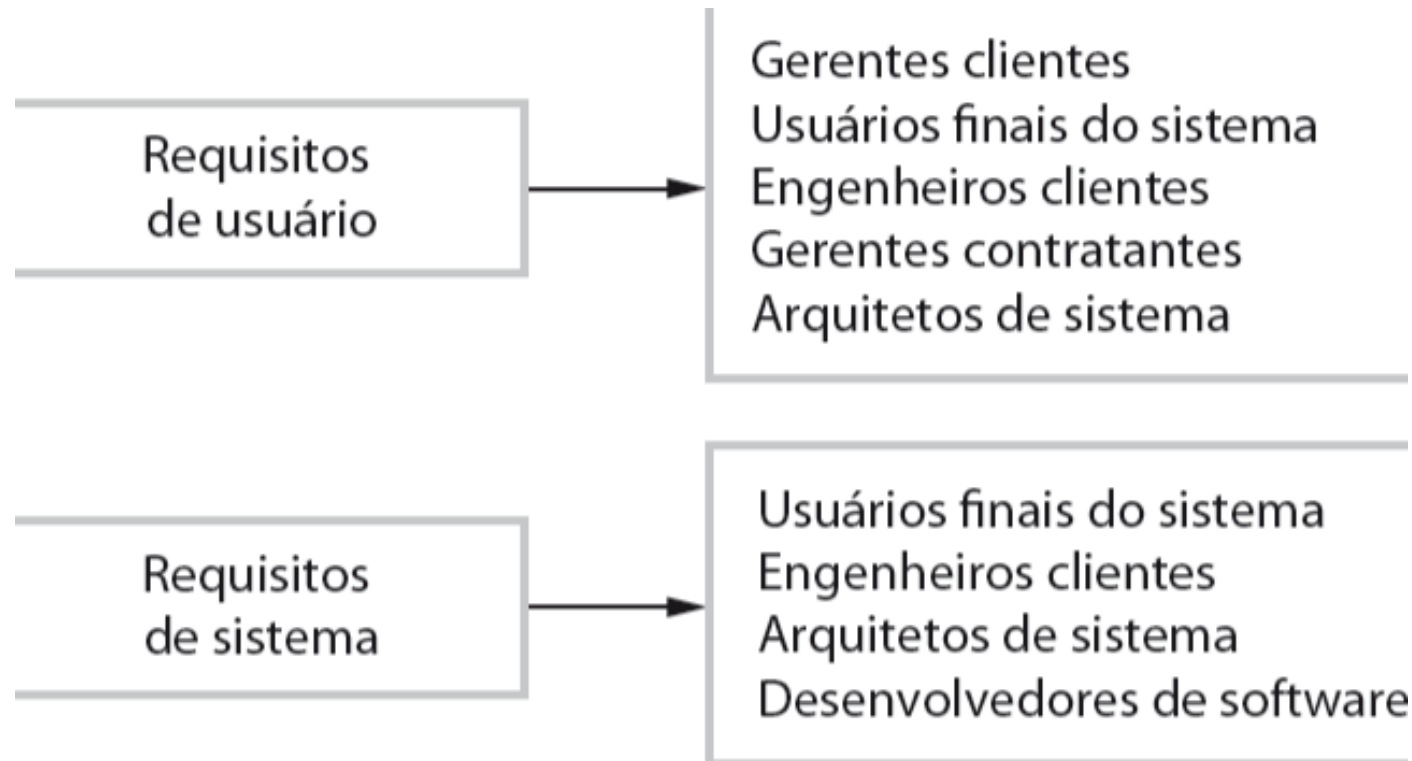 Requisitos
de usuário
Gerentes clientes
Usuários finais do sistema
Engenheiros clientes
Gerentes contratantes
Arquitetos de sistema
Requisitos
de sistema
Usuários finais do sistema
Engenheiros clientes
Arquitetos de sistema
Desenvolvedores de software